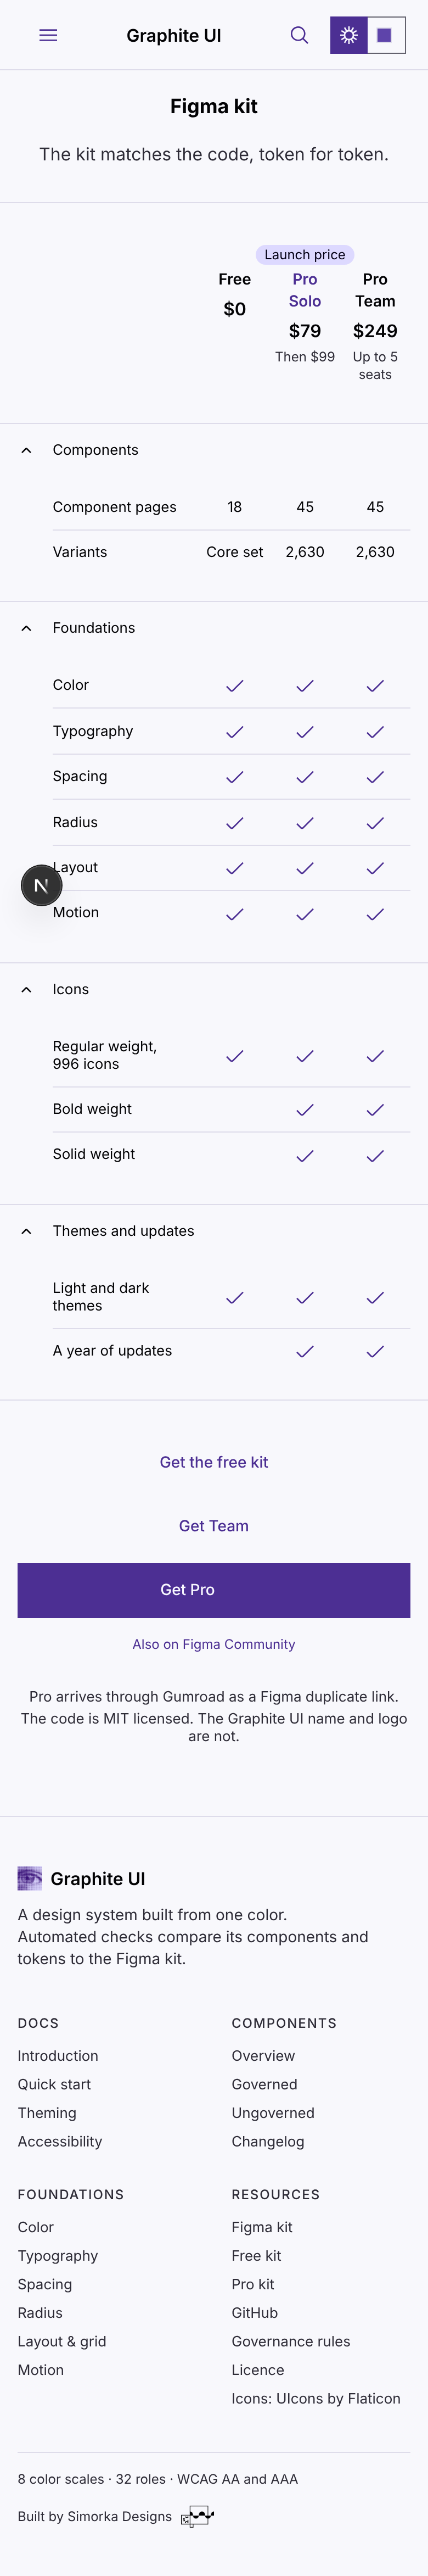 Graphite UI
Figma kit
The kit matches the code, token for token.
Launch price
Free
Pro Solo
Pro Team
$0
$79
$249
Then $99
Up to 5 seats
Components
Component pages 18 45 45
Variants Core set 2,630 2,630
Foundations
Color
Typography
Spacing
Radius
Layout
N
Motion
Icons
Regular weight,
996 icons
Bold weight
Solid weight
Themes and updates
Light and dark
themes
A year of updates
Get the free kit
Get Team
Get Pro
Also on Figma Community
Pro arrives through Gumroad as a Figma duplicate link.
The code is MIT licensed. The Graphite UI name and logo
are not.
Graphite UI
A design system built from one color.
Automated checks compare its components and
tokens to the Figma kit.
DOCS
Introduction
Quick start
Theming
Accessibility
COMPONENTS
Overview
Governed
Ungoverned
Changelog
FOUNDATIONS
Color
Typography
Spacing
Radius
Layout & grid
Motion
RESOURCES
Figma kit
Free kit
Pro kit
GitHub
Governance rules
Licence
Icons: UIcons by Flaticon
8 color scales · 32 roles · WCAG AA and AAA
Built by Simorka Designs